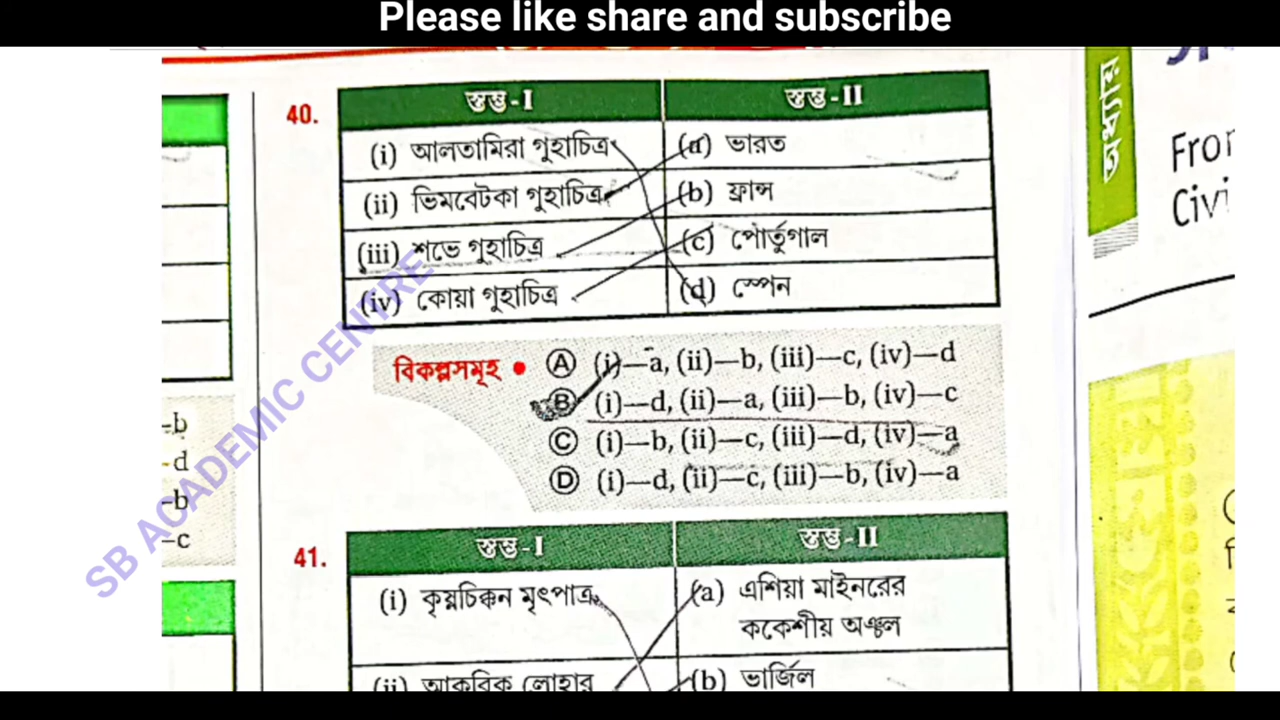 Please like share and subscribe
40.
স্তম্ভ-I
স্তম্ভ-II
(i) আলতামিরা গুহাচিত্র
(a) ভারত
(ii) ভিমবেটকা গুহাচিত্র
(b) ফ্রান্স
(iii) শভে গুহাচিত্র
(c) পোর্তুগাল
(iv) কোয়া গুহাচিত্র
(d) স্পেন
বিকল্পসমূহ •
Ⓐ (i)—a, (ii)—b, (iii)—c, (iv)—d
Ⓑ (i)—d, (ii)—a, (iii)—b, (iv)—c
Ⓒ (i)—b, (ii)—c, (iii)—d, (iv)—a
Ⓓ (i)—d, (ii)—c, (iii)—b, (iv)—a
41.
স্তম্ভ-I
স্তম্ভ-II
(i) কৃষ্ণচিক্কন মৃৎপাত্র
(a) এশিয়া মাইনরের
ককেশীয় অঞ্চল
(ii) আকরিক লোহার
(b) ভার্জিল
—b
—d
—b
—c
SB ACADEMIC CENTRE
অধ্যায়